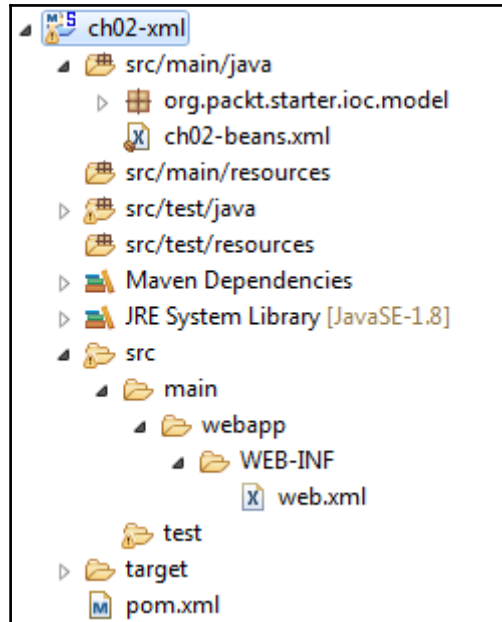 ch02-xml
src/main/java
org.packt.starter.ioc.model
ch02-beans.xml
src/main/resources
src/test/java
src/test/resources
Maven Dependencies
JRE System Library [JavaSE-1.8]
src
main
webapp
WEB-INF
web.xml
test
target
pom.xml